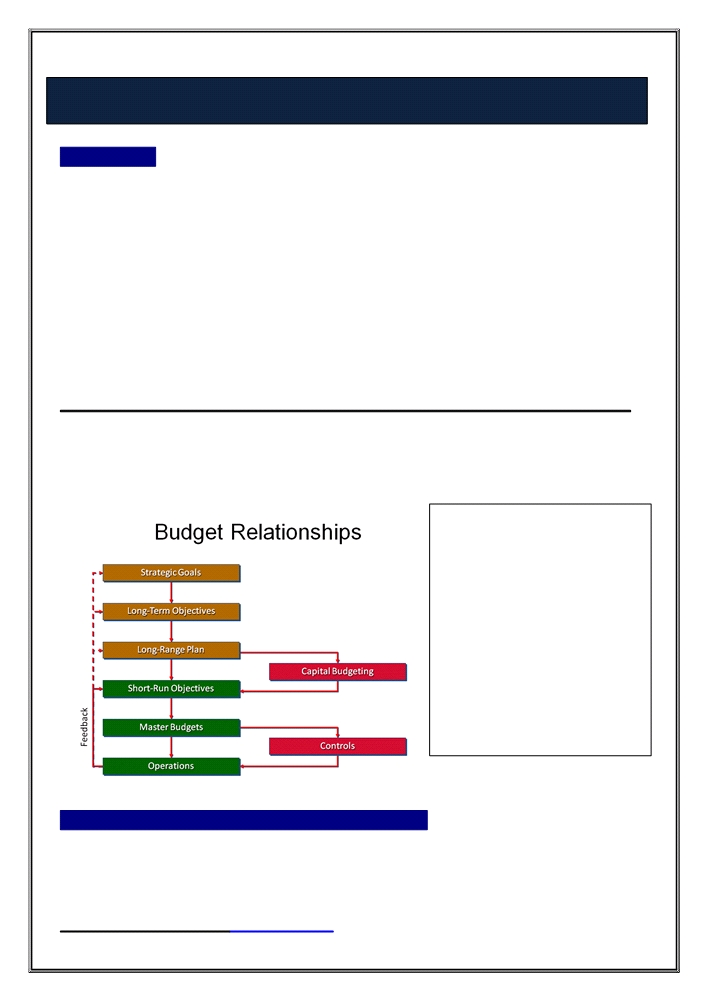 Budget Relationships
Strategic Goals
Long-Term Objectives
Long-Range Plan
Capital Budgeting
Short-Run Objectives
Master Budgets
Controls
Operations
Feedback